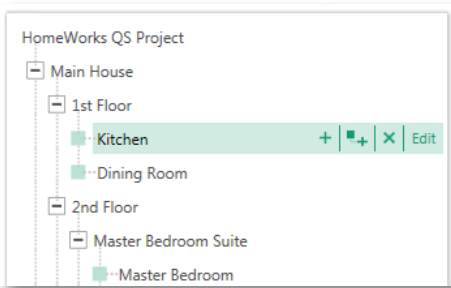 HomeWorks QS Project
Main House
1st Floor
Kitchen Edit
Dining Room
2nd Floor
Master Bedroom Suite
Master Bedroom